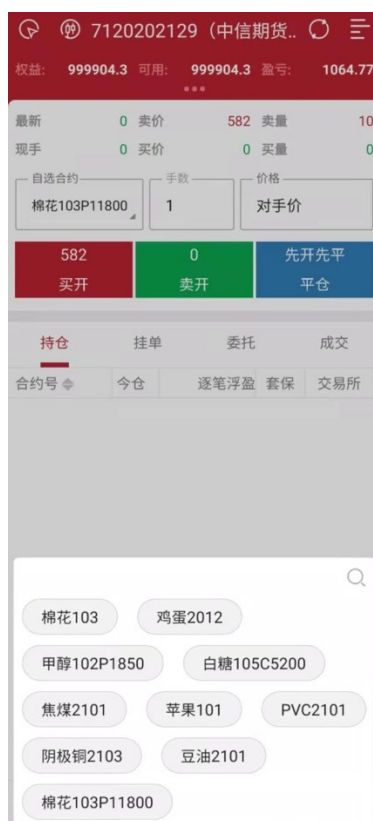 7120202129（中信期货..
权益: 999904.3 可用: 999904.3 盈亏: 1064.77
最新 0 卖价 582 卖量 10
现手 0 买价 0 买量 0
自选合约 手数 价格
棉花103P11800 1 对手价
582 0 先开先平
买开 卖开 平仓
持仓 挂单 委托 成交
合约号 今仓 逐笔浮盈 套保 交易所
棉花103 鸡蛋2012
甲醇102P1850 白糖105C5200
焦煤2101 苹果101 PVC2101
阴极铜2103 豆油2101
棉花103P11800